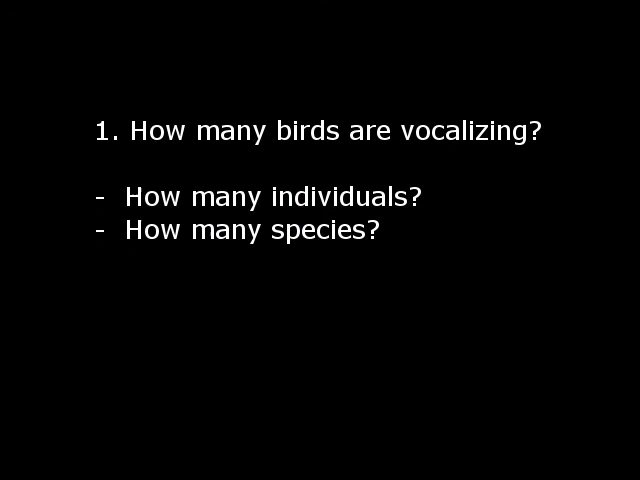 1. How many birds are vocalizing?
- How many individuals?
- How many species?